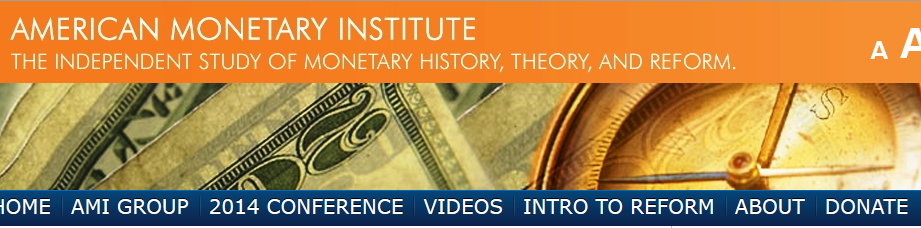 AMERICAN MONETARY INSTITUTE
THE INDEPENDENT STUDY OF MONETARY HISTORY, THEORY, AND REFORM.
A A
20
S
HOME AMI GROUP 2014 CONFERENCE VIDEOS INTRO TO REFORM ABOUT DONATE